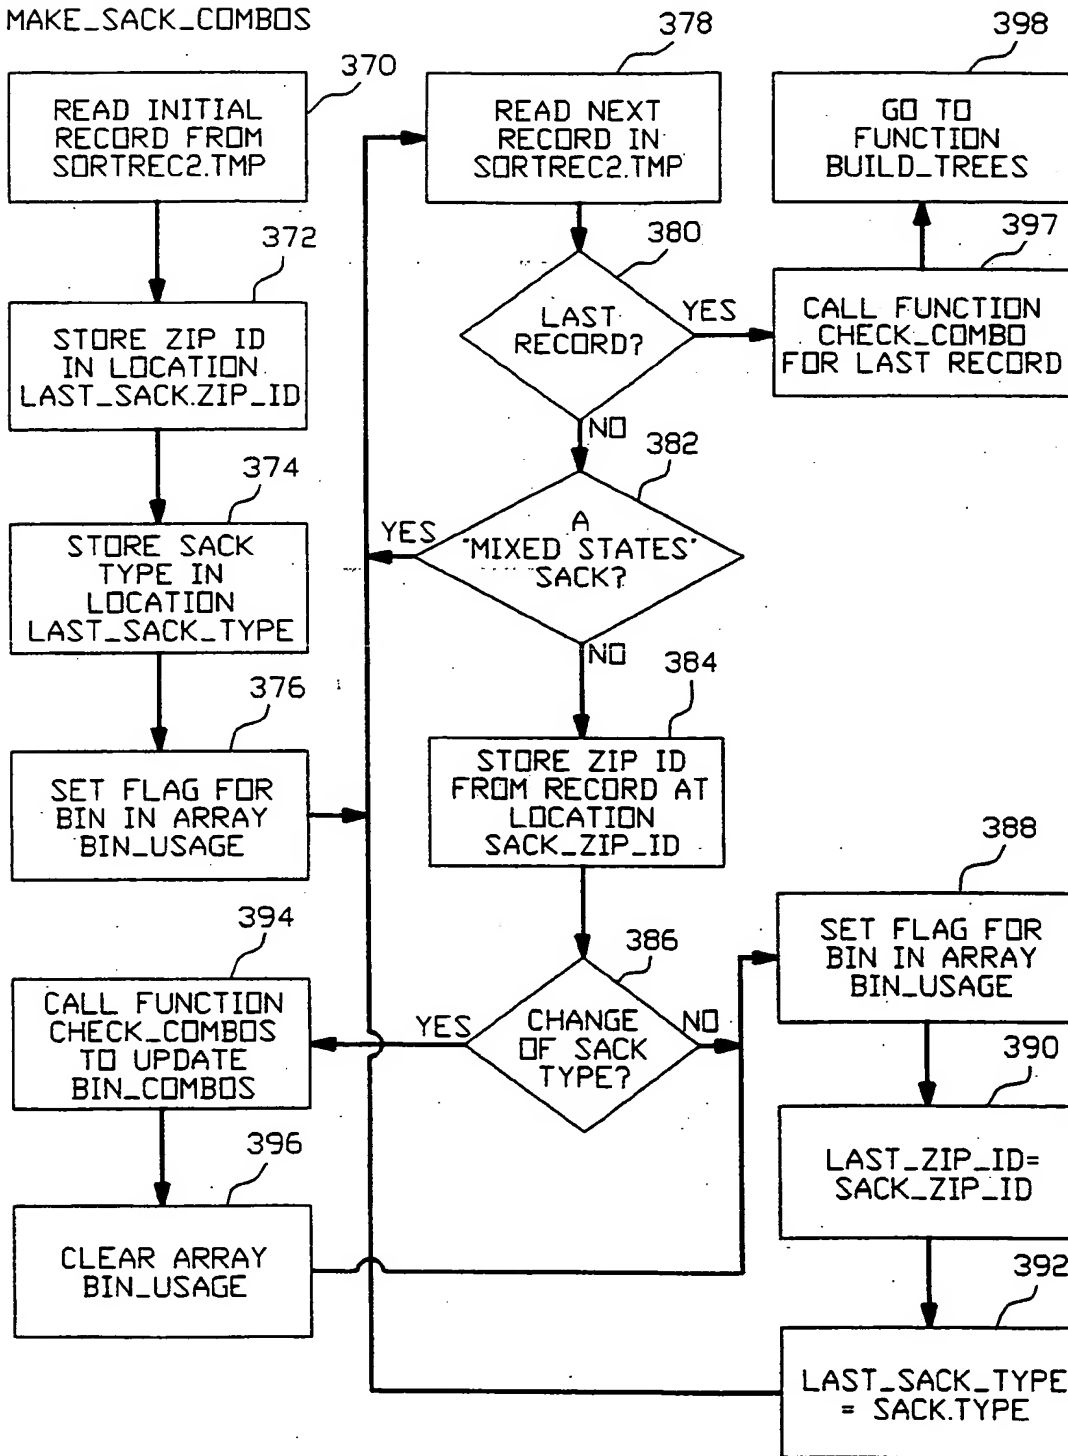 MAKE_SACK_COMBOS
370
READ INITIAL
RECORD FROM
SORTREC2.TMP
372
STORE ZIP ID
IN LOCATION
LAST_SACK.ZIP_ID
374
STORE SACK
TYPE IN
LOCATION
LAST_SACK_TYPE
376
SET FLAG FOR
BIN IN ARRAY
BIN_USAGE
378
READ NEXT
RECORD IN
SORTREC2.TMP
380
LAST
RECORD?
YES
NO
382
A
"MIXED STATES"
SACK?
YES
NO
384
STORE ZIP ID
FROM RECORD AT
LOCATION
SACK_ZIP_ID
386
CHANGE
OF SACK
TYPE?
YES
NO
388
SET FLAG FOR
BIN IN ARRAY
BIN_USAGE
390
LAST_ZIP_ID=
SACK_ZIP_ID
392
LAST_SACK_TYPE
= SACK.TYPE
394
CALL FUNCTION
CHECK_COMBOS
TO UPDATE
BIN_COMBOS
396
CLEAR ARRAY
BIN_USAGE
397
CALL FUNCTION
CHECK_COMBO
FOR LAST RECORD
398
GO TO
FUNCTION
BUILD_TREES